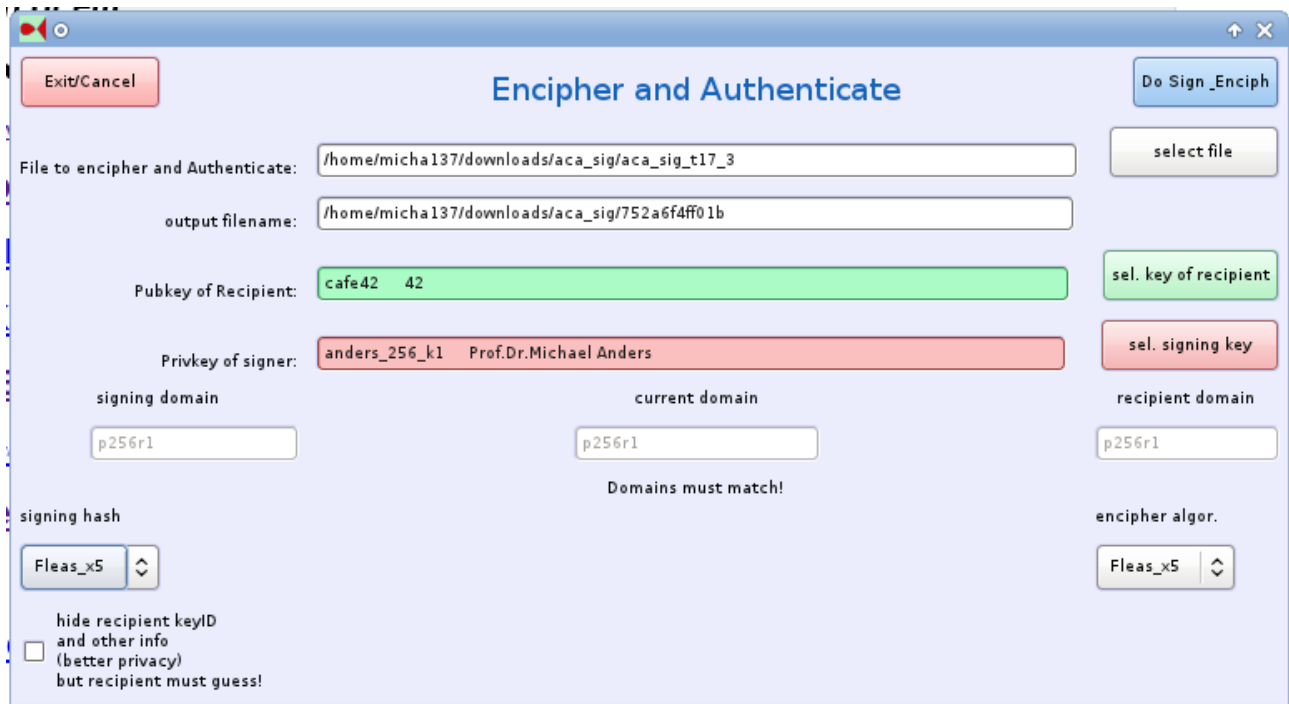 Exit/Cancel
Encipher and Authenticate
Do Sign _Enciph
File to encipher and Authenticate:
/home/micha137/downloads/aca_sig/aca_sig_t17_3
select file
output filename:
/home/micha137/downloads/aca_sig/752a6f4ff01b
Pubkey of Recipient:
cafe42 42
sel. key of recipient
Privkey of signer:
anders_256_k1 Prof.Dr.Michael Anders
sel. signing key
signing domain
current domain
recipient domain
p256r1
p256r1
p256r1
Domains must match!
signing hash
encipher algor.
Fleas_x5
Fleas_x5
hide recipient keyID
and other info
(better privacy)
but recipient must guess!